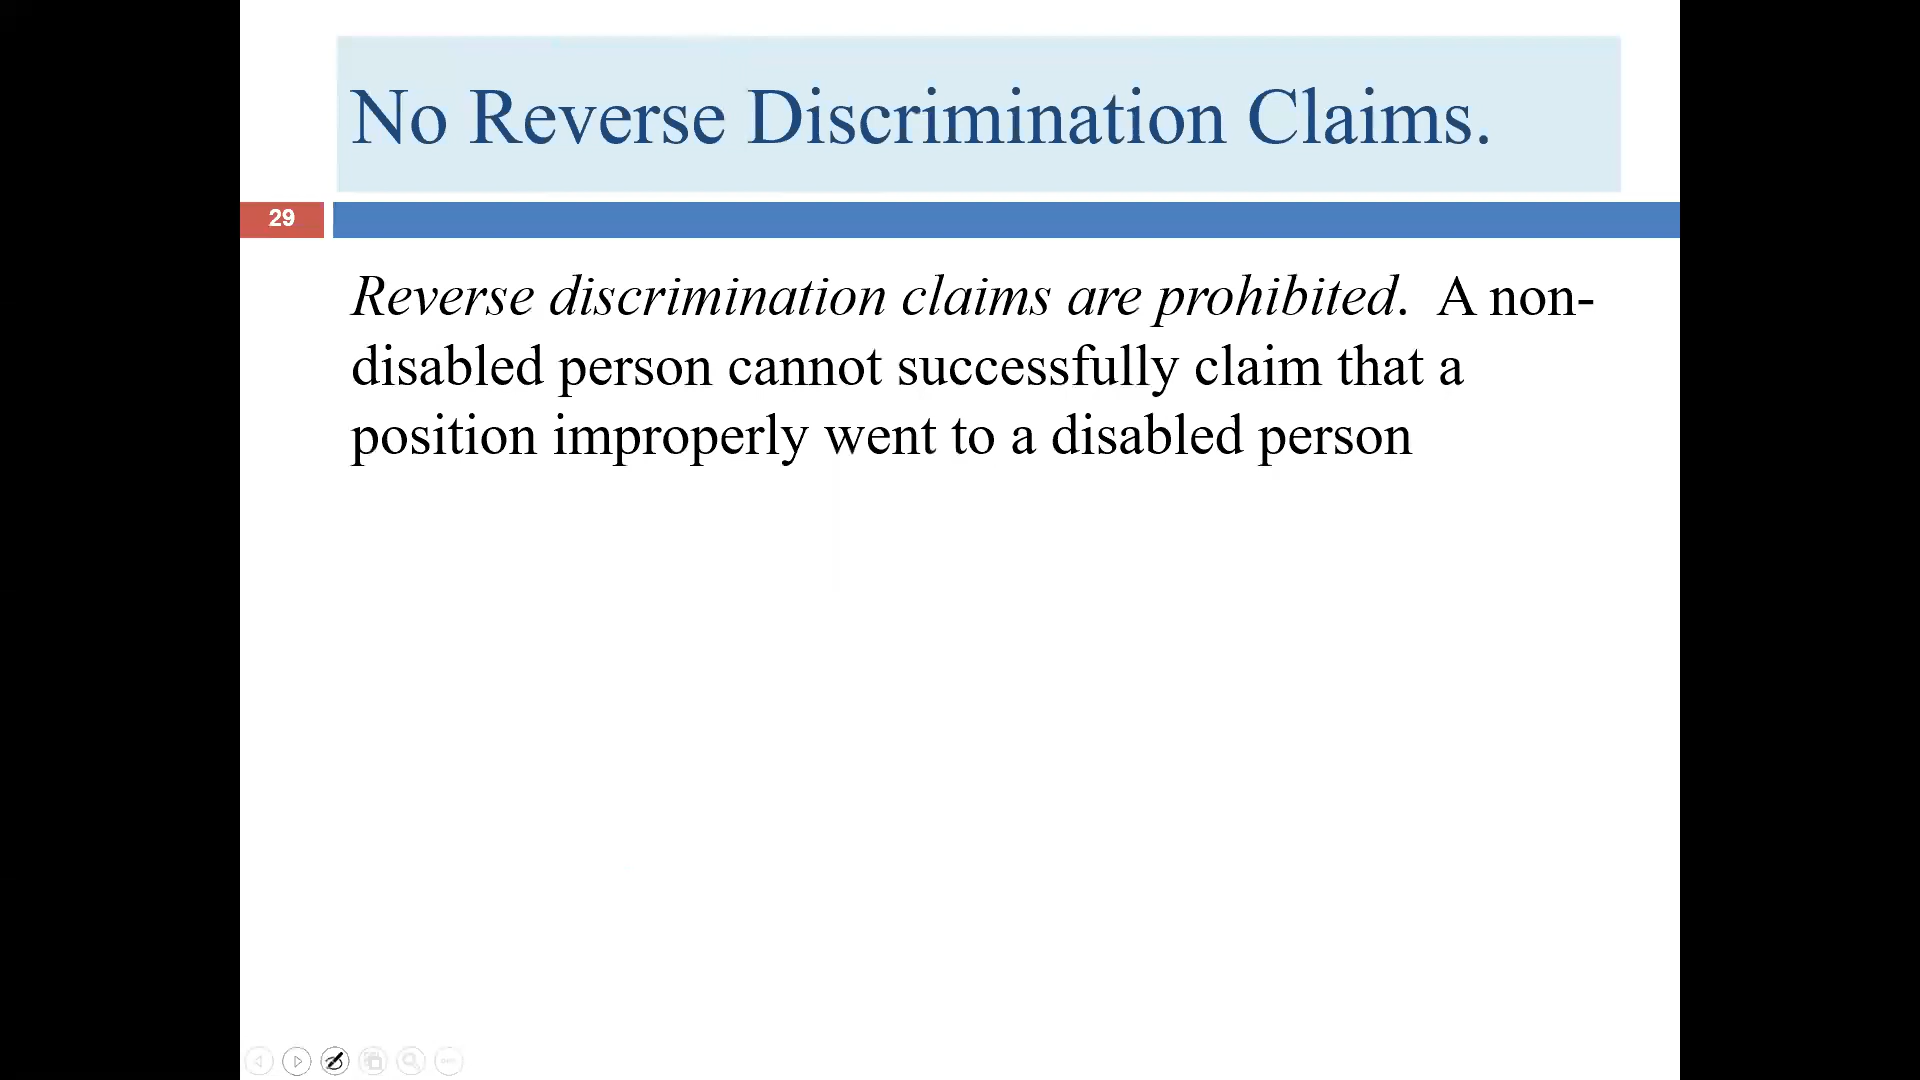 No Reverse Discrimination Claims.
29
Reverse discrimination claims are prohibited.  A non-
disabled person cannot successfully claim that a
position improperly went to a disabled person